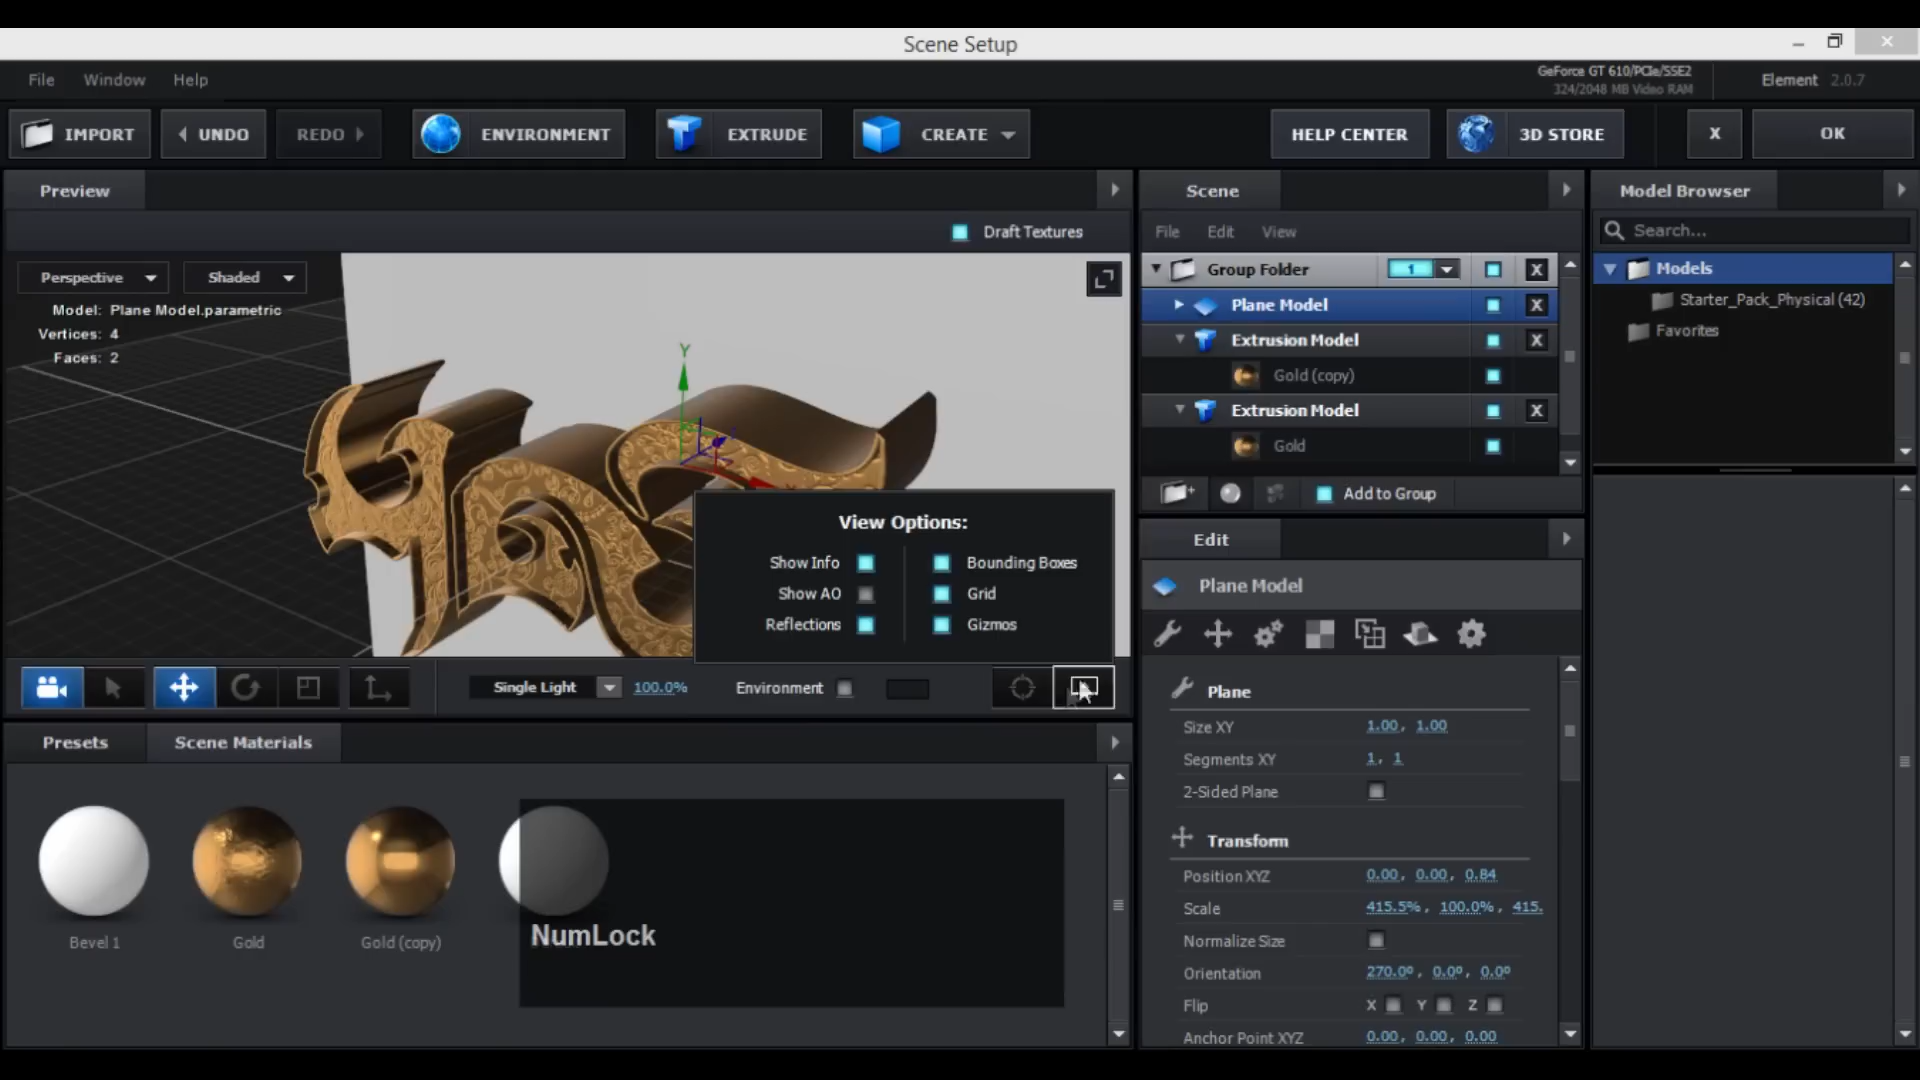 Scene Setup
File Window Help
GeForce GT 610/PCIe/SSE2
324/2048 MB Video RAM
Element 2.0.7
IMPORT UNDO REDO ENVIRONMENT EXTRUDE CREATE HELP CENTER 3D STORE X OK
Preview
Draft Textures
Perspective Shaded
Model: Plane Model.parametric
Vertices: 4
Faces: 2
Y
View Options:
Show Info Bounding Boxes
Show AO Grid
Reflections Gizmos
Single Light 100.0% Environment
Presets Scene Materials
Bevel 1 Gold Gold (copy)
NumLock
Scene
File Edit View
Group Folder 1 X
Plane Model X
Extrusion Model X
Gold (copy)
Extrusion Model X
Gold
Add to Group
Edit
Plane Model
Plane
Size XY 1.00, 1.00
Segments XY 1, 1
2-Sided Plane
Transform
Position XYZ 0.00, 0.00, 0.84
Scale 415.5%, 100.0%, 415.
Normalize Size
Orientation 270.0º, 0.0º, 0.0º
Flip X Y Z
Anchor Point XYZ 0.00, 0.00, 0.00
Model Browser
Search...
Models
Starter_Pack_Physical (42)
Favorites